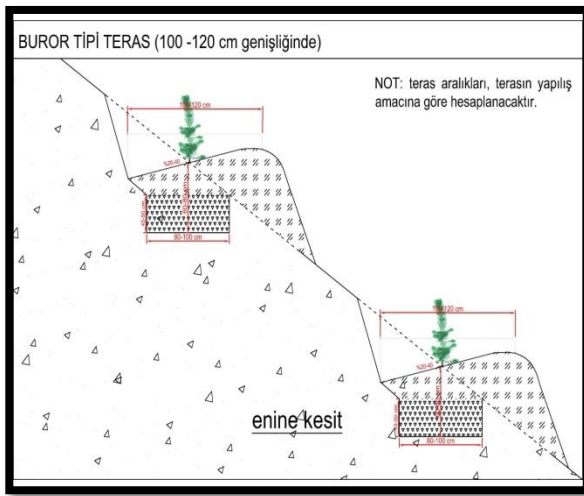 BUROR TİPİ TERAS (100 -120 cm genişliğinde)
NOT: teras aralıkları, terasın yapılış
amacına göre hesaplanacaktır.
100-120 cm
%20-40
80-100 cm
100-120 cm
%20-40
80-100 cm
enine kesit